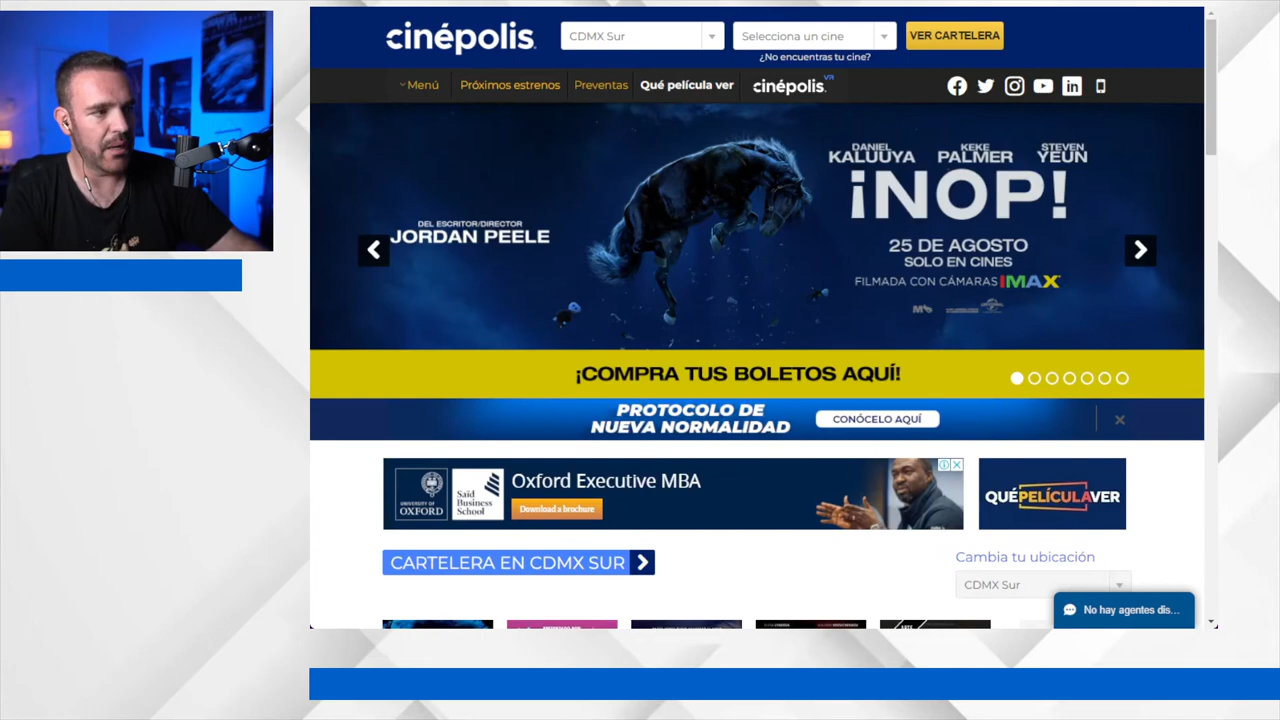 cinépolis.
CDMX Sur
Selecciona un cine
VER CARTELERA
¿No encuentras tu cine?
Menú
Próximos estrenos
Preventas
Qué película ver
cinépolis. VR
DANIEL KALUUYA
KEKE PALMER
STEVEN YEUN
¡NOP!
DEL ESCRITOR/DIRECTOR
JORDAN PEELE
25 DE AGOSTO
SOLO EN CINES
FILMADA CON CÁMARAS IMAX
¡COMPRA TUS BOLETOS AQUÍ!
PROTOCOLO DE
NUEVA NORMALIDAD
CONÓCELO AQUÍ
UNIVERSITY OF
OXFORD
Saïd
Business
School
Oxford Executive MBA
Download a brochure
QUÉPELÍCULAVER
CARTELERA EN CDMX SUR
Cambia tu ubicación
CDMX Sur
No hay agentes dis...